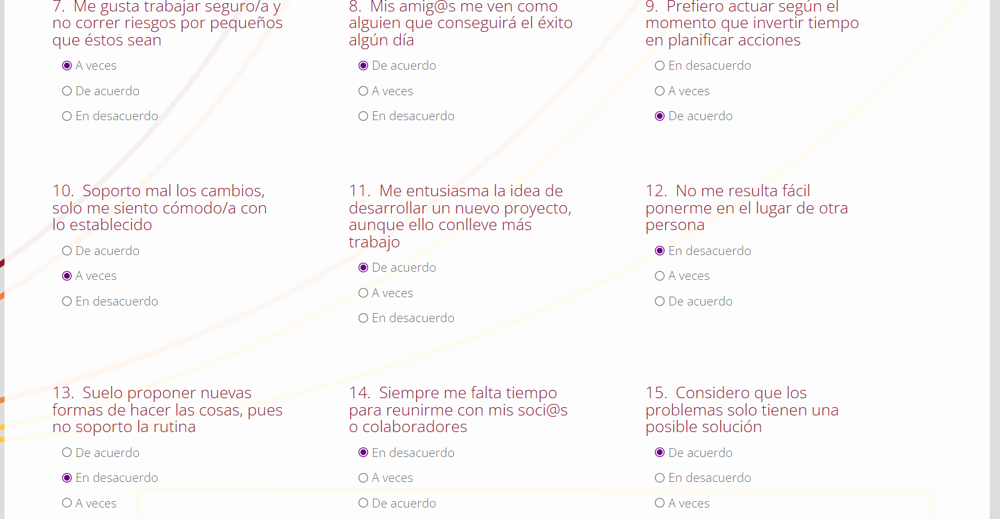 7. Me gusta trabajar seguro/a y
no correr riesgos por pequeños
que éstos sean
A veces
De acuerdo
En desacuerdo
8. Mis amig@s me ven como
alguien que conseguirá el éxito
algún día
De acuerdo
A veces
En desacuerdo
9. Prefiero actuar según el
momento que invertir tiempo
en planificar acciones
En desacuerdo
A veces
De acuerdo
10. Soporto mal los cambios,
solo me siento cómodo/a con
lo establecido
De acuerdo
A veces
En desacuerdo
11. Me entusiasma la idea de
desarrollar un nuevo proyecto,
aunque ello conlleve más
trabajo
De acuerdo
A veces
En desacuerdo
12. No me resulta fácil
ponerme en el lugar de otra
persona
En desacuerdo
A veces
De acuerdo
13. Suelo proponer nuevas
formas de hacer las cosas, pues
no soporto la rutina
De acuerdo
En desacuerdo
A veces
14. Siempre me falta tiempo
para reunirme con mis soci@s
o colaboradores
En desacuerdo
A veces
De acuerdo
15. Considero que los
problemas solo tienen una
posible solución
De acuerdo
En desacuerdo
A veces